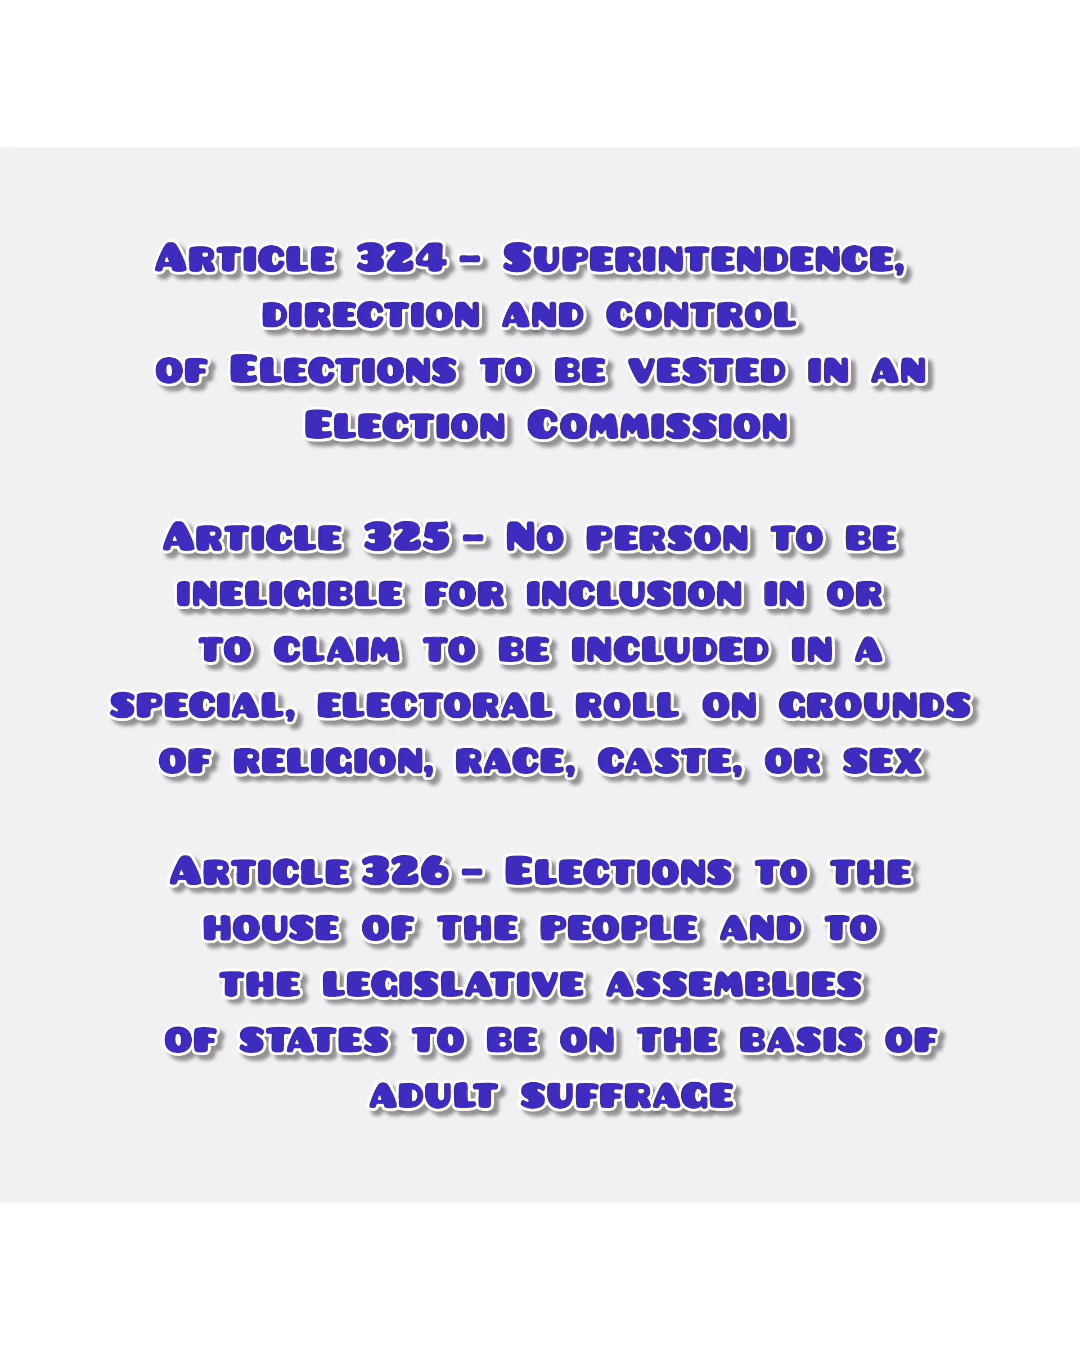 Article 324 – Superintendence,
direction and control
of Elections to be vested in an
Election Commission
Article 325 – No person to be
ineligible for inclusion in or
to claim to be included in a
special, electoral roll on grounds
of religion, race, caste, or sex
Article 326 – Elections to the
house of the people and to
the legislative assemblies
of states to be on the basis of
adult suffrage